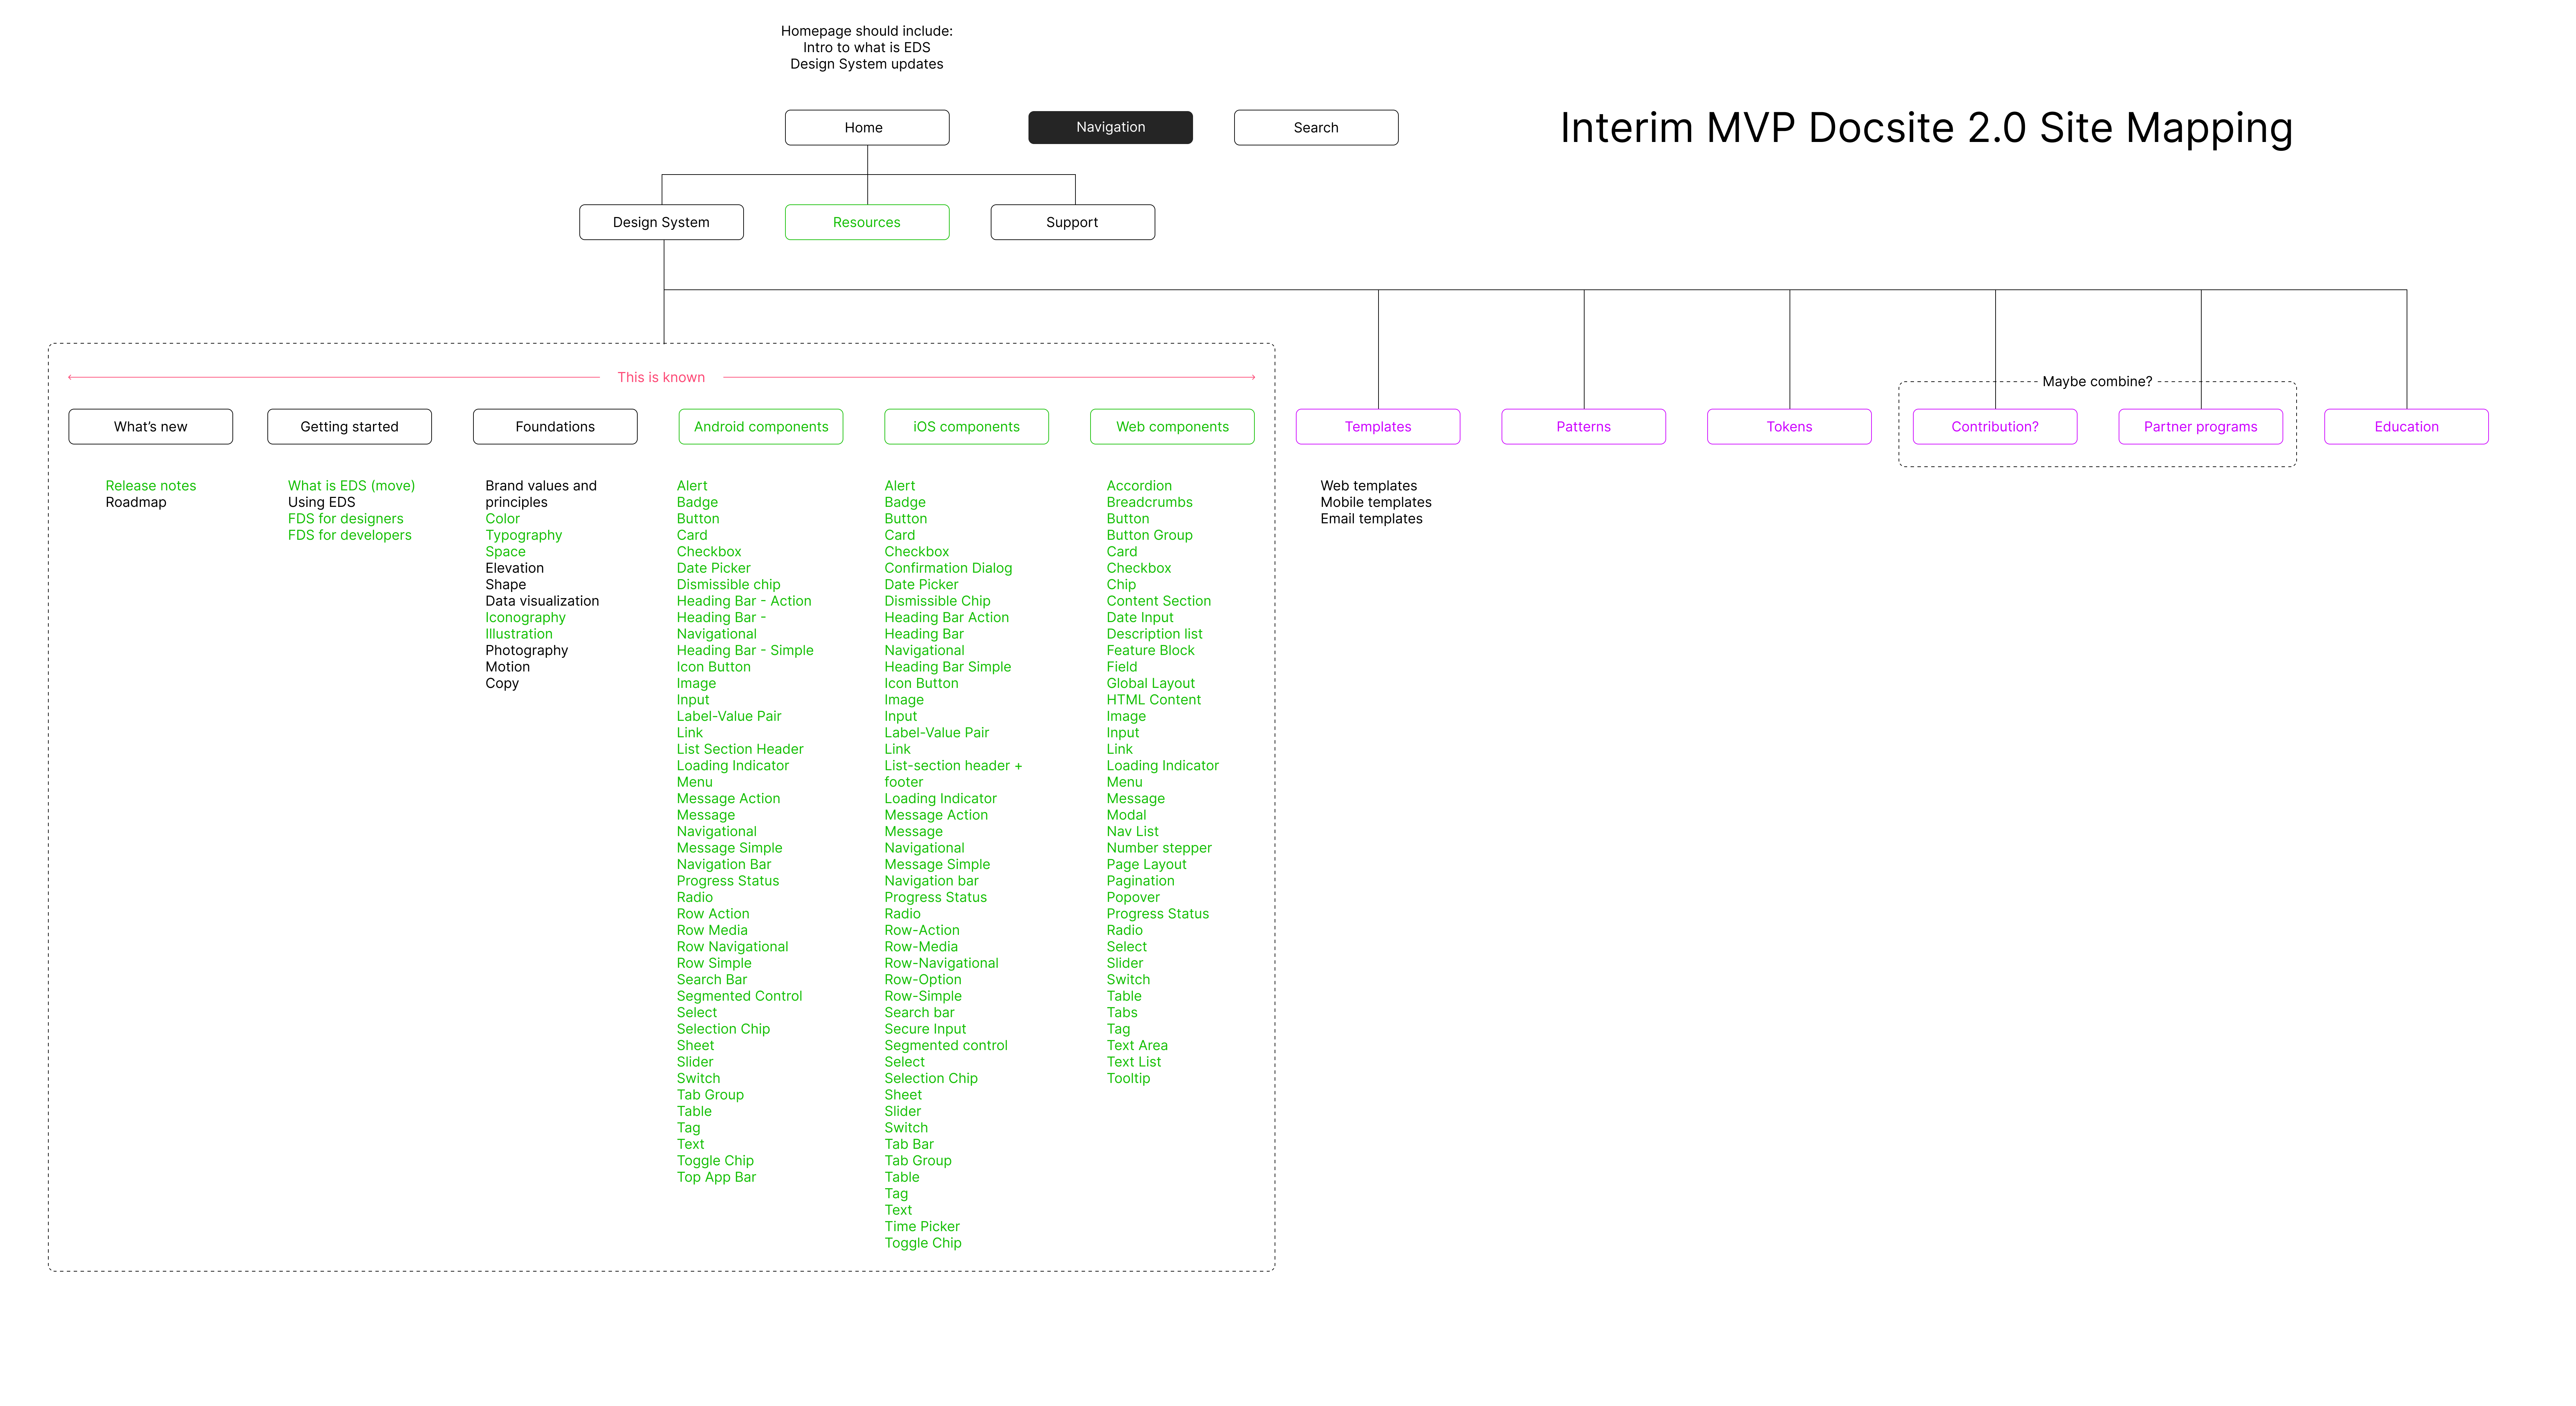 Homepage should include:
Intro to what is EDS
Design System updates
Home
Navigation
Search
Interim MVP Docsite 2.0 Site Mapping
Design System
Resources
Support
This is known
Maybe combine?
What's new
Getting started
Foundations
Android components
iOS components
Web components
Templates
Patterns
Tokens
Contribution?
Partner programs
Education
Release notes
Roadmap
What is EDS (move)
Using EDS
FDS for designers
FDS for developers
Brand values and
principles
Color
Typography
Space
Elevation
Shape
Data visualization
Iconography
Illustration
Photography
Motion
Copy
Alert
Badge
Button
Card
Checkbox
Date Picker
Dismissible chip
Heading Bar - Action
Heading Bar -
Navigational
Heading Bar - Simple
Icon Button
Image
Input
Label-Value Pair
Link
List Section Header
Loading Indicator
Menu
Message Action
Message
Navigational
Message Simple
Navigation Bar
Progress Status
Radio
Row Action
Row Media
Row Navigational
Row Simple
Search Bar
Segmented Control
Select
Selection Chip
Sheet
Slider
Switch
Tab Group
Table
Tag
Text
Toggle Chip
Top App Bar
Alert
Badge
Button
Card
Checkbox
Confirmation Dialog
Date Picker
Dismissible Chip
Heading Bar Action
Heading Bar
Navigational
Heading Bar Simple
Icon Button
Image
Input
Label-Value Pair
Link
List-section header +
footer
Loading Indicator
Message Action
Message
Navigational
Message Simple
Navigation bar
Progress Status
Radio
Row-Action
Row-Media
Row-Navigational
Row-Option
Row-Simple
Search bar
Secure Input
Segmented control
Select
Selection Chip
Sheet
Slider
Switch
Tab Bar
Tab Group
Table
Tag
Text
Time Picker
Toggle Chip
Accordion
Breadcrumbs
Button
Button Group
Card
Checkbox
Chip
Content Section
Date Input
Description list
Feature Block
Field
Global Layout
HTML Content
Image
Input
Link
Loading Indicator
Menu
Message
Modal
Nav List
Number stepper
Page Layout
Pagination
Popover
Progress Status
Radio
Select
Slider
Switch
Table
Tabs
Tag
Text Area
Text List
Tooltip
Web templates
Mobile templates
Email templates